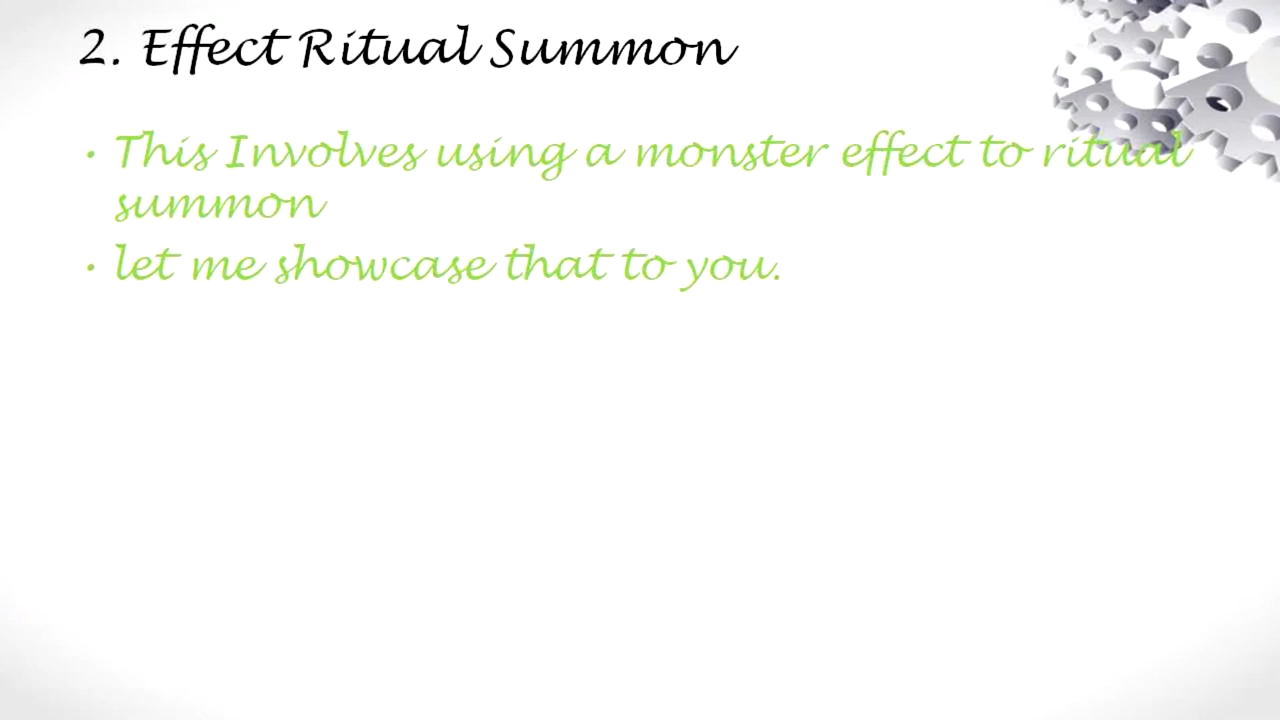 2. Effect Ritual Summon
• This Involves using a monster effect to ritual
summon
• let me showcase that to you.